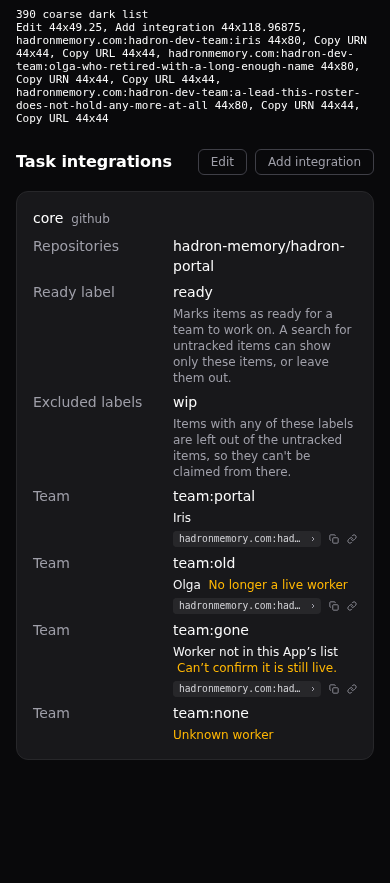 390 coarse dark list
Edit 44x49.25, Add integration 44x118.96875,
hadronmemory.com:hadron-dev-team:iris 44x80, Copy URN
44x44, Copy URL 44x44, hadronmemory.com:hadron-dev-
team:olga-who-retired-with-a-long-enough-name 44x80,
Copy URN 44x44, Copy URL 44x44,
hadronmemory.com:hadron-dev-team:a-lead-this-roster-
does-not-hold-any-more-at-all 44x80, Copy URN 44x44,
Copy URL 44x44
Task integrations Edit Add integration
core github
Repositories hadron-memory/hadron-
portal
Ready label ready
Marks items as ready for a
team to work on. A search for
untracked items can show
only these items, or leave
them out.
Excluded labels wip
Items with any of these labels
are left out of the untracked
items, so they can't be
claimed from there.
Team team:portal
Iris
hadronmemory.com:had… ›
Team team:old
Olga No longer a live worker
hadronmemory.com:had… ›
Team team:gone
Worker not in this App’s list
Can’t confirm it is still live.
hadronmemory.com:had… ›
Team team:none
Unknown worker